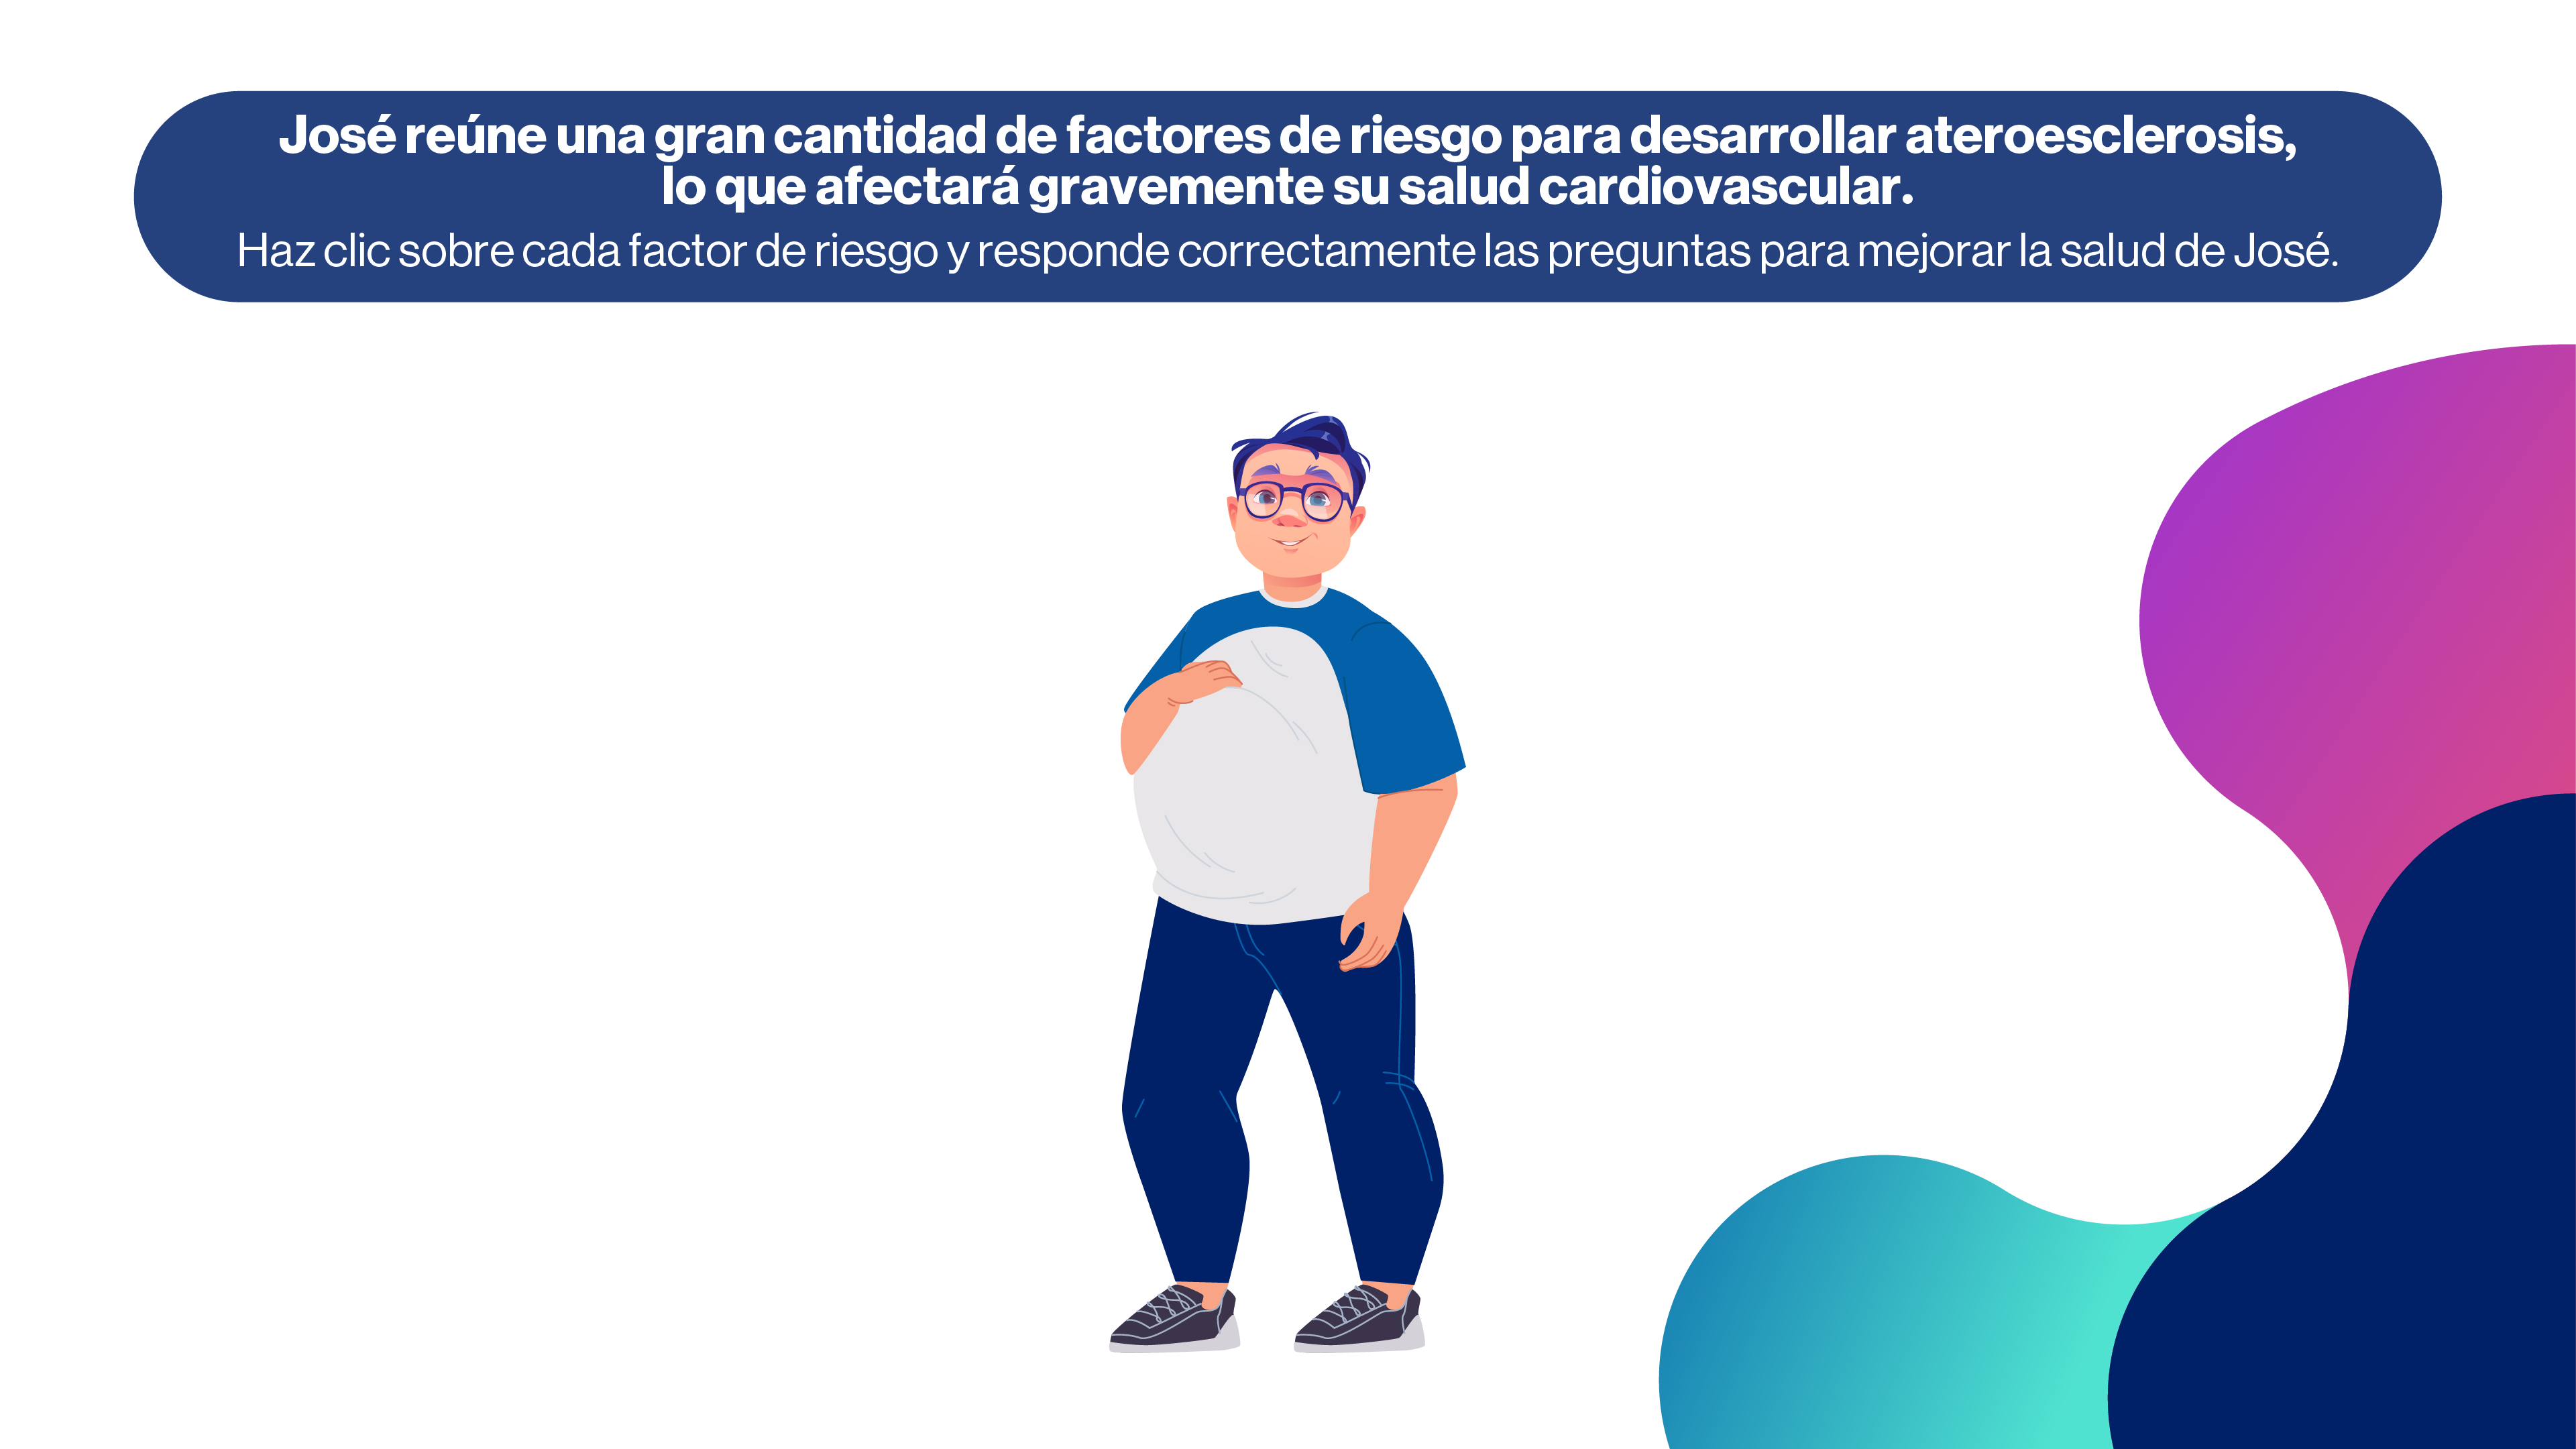 José reúne una gran cantidad de factores de riesgo para desarrollar ateroesclerosis,
lo que afectará gravemente su salud cardiovascular.
Haz clic sobre cada factor de riesgo y responde correctamente las preguntas para mejorar la salud de José.